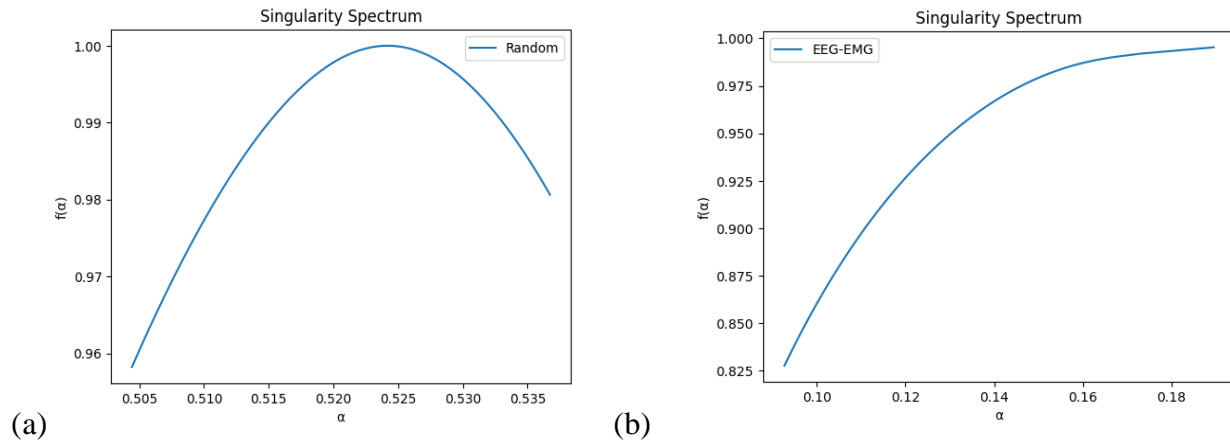 Singularity Spectrum
Random
1.00
0.99
0.98
0.97
0.96
f(α)
0.505 0.510 0.515 0.520 0.525 0.530 0.535
α
(a)
Singularity Spectrum
EEG-EMG
1.000
0.975
0.950
0.925
0.900
0.875
0.850
0.825
f(α)
0.10 0.12 0.14 0.16 0.18
α
(b)